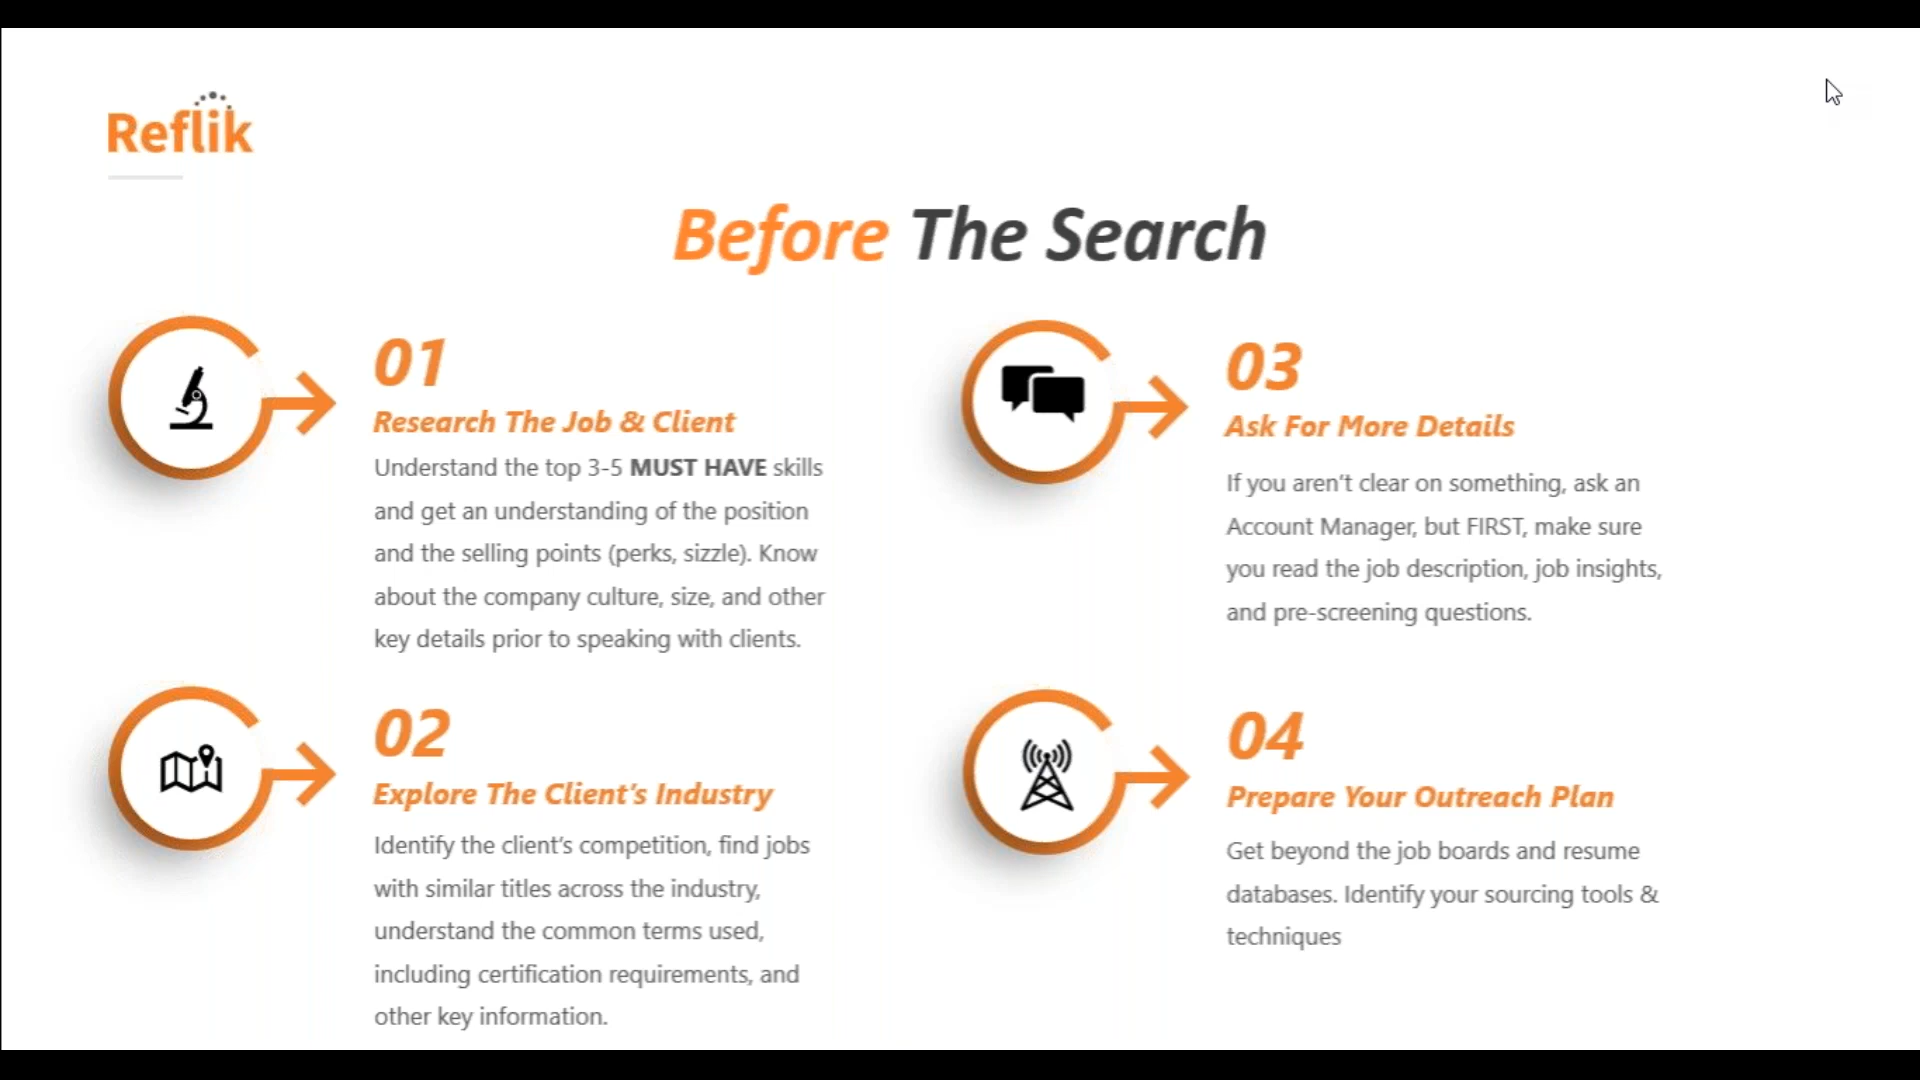 Reflik
Before The Search
01
Research The Job & Client
Understand the top 3-5 MUST HAVE skills
and get an understanding of the position
and the selling points (perks, sizzle). Know
about the company culture, size, and other
key details prior to speaking with clients.
02
Explore The Client's Industry
Identify the client's competition, find jobs
with similar titles across the industry,
understand the common terms used,
including certification requirements, and
other key information.
03
Ask For More Details
If you aren't clear on something, ask an
Account Manager, but FIRST, make sure
you read the job description, job insights,
and pre-screening questions.
04
Prepare Your Outreach Plan
Get beyond the job boards and resume
databases. Identify your sourcing tools &
techniques